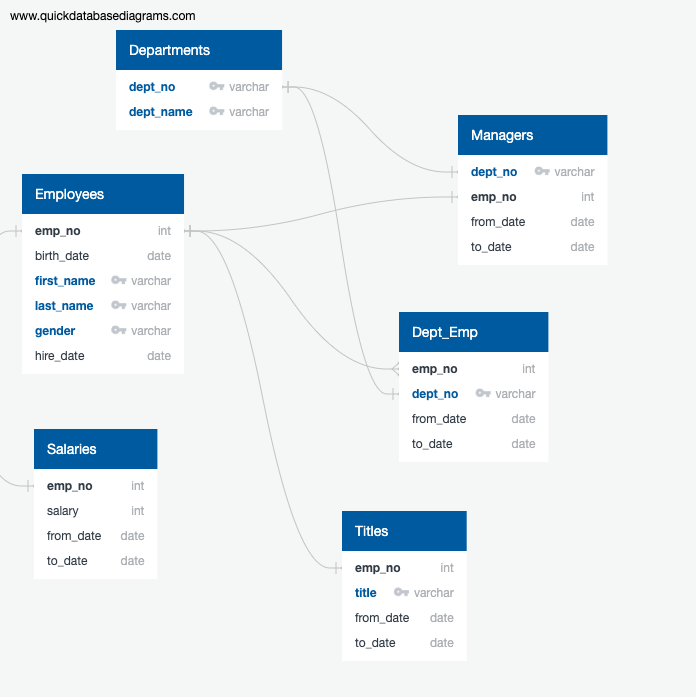 www.quickdatabasediagrams.com
Departments
dept_no varchar
dept_name varchar
Managers
dept_no varchar
emp_no int
from_date date
to_date date
Employees
emp_no int
birth_date date
first_name varchar
last_name varchar
gender varchar
hire_date date
Dept_Emp
emp_no int
dept_no varchar
from_date date
to_date date
Salaries
emp_no int
salary int
from_date date
to_date date
Titles
emp_no int
title varchar
from_date date
to_date date